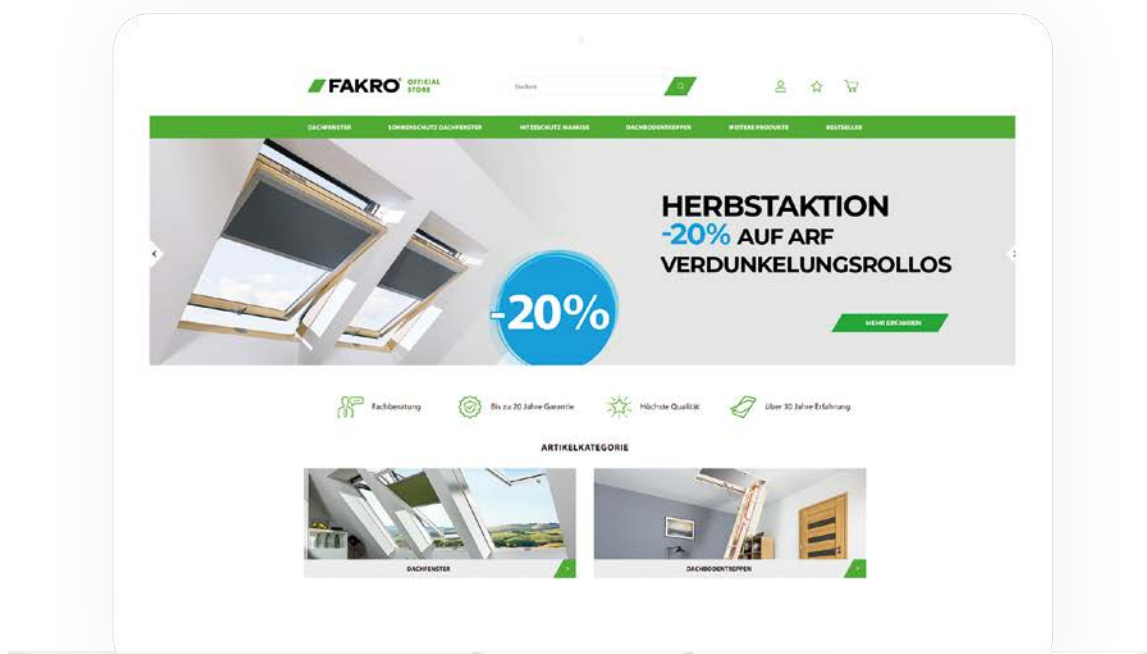 FAKRO® OFFICIAL
STORE
DACHFENSTER SONNENSCHUTZ DACHFENSTER HITZESCHUTZ MARKISE DACHBODENTREPPEN WEITERE PRODUKTE BESTSELLER
HERBSTAKTION
-20% AUF ARF
VERDUNKELUNGSROLLOS
-20%
MEHR ERFAHREN
Fachberatung
Bis zu 20 Jahre Garantie
Höchste Qualität
Über 30 Jahre Erfahrung
ARTIKELKATEGORIE
DACHFENSTER
DACHBODENTREPPEN